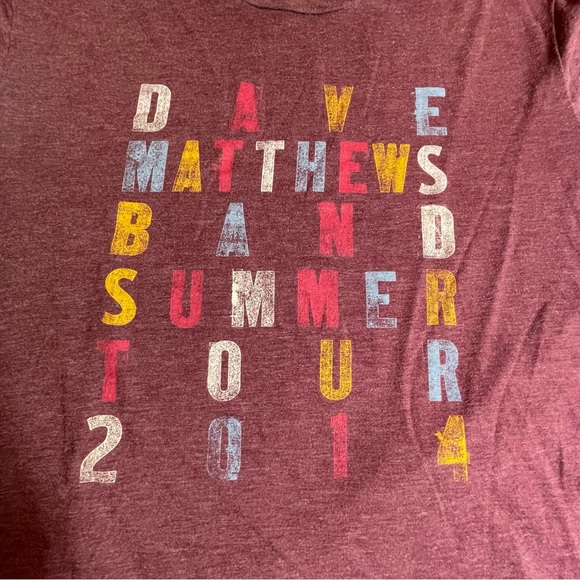 DAVE
MATTHEWS
BAND
SUMMER
TOUR
2014